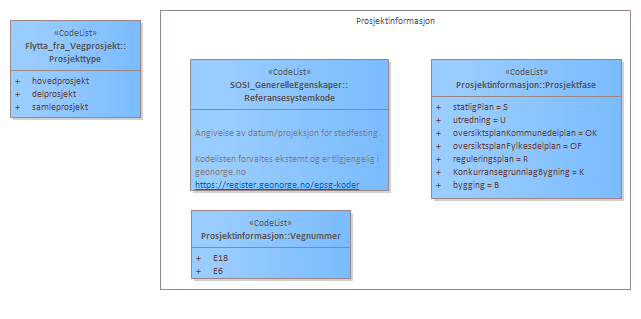 «CodeList»
Flytta_fra_Vegprosjekt::
Prosjekttype
+ hovedprosjekt
+ delprosjekt
+ samleprosjekt
Prosjektinformasjon
«CodeList»
SOSI_GenerelleEgenskaper::
Referansesystemkode
Angivelse av datum/projeksjon for stedfesting
Kodelisten forvaltes eksternt og er tilgjengelig i
geonorge.no
https://register.geonorge.no/epsg-koder
«CodeList»
Prosjektinformasjon::Prosjektfase
+ statligPlan = S
+ utredning = U
+ oversiktsplanKommunedelplan = OK
+ oversiktsplanFylkesdelplan = OF
+ reguleringsplan = R
+ KonkurransegrunnlagBygning = K
+ bygging = B
«CodeList»
Prosjektinformasjon::Vegnummer
+ E18
+ E6